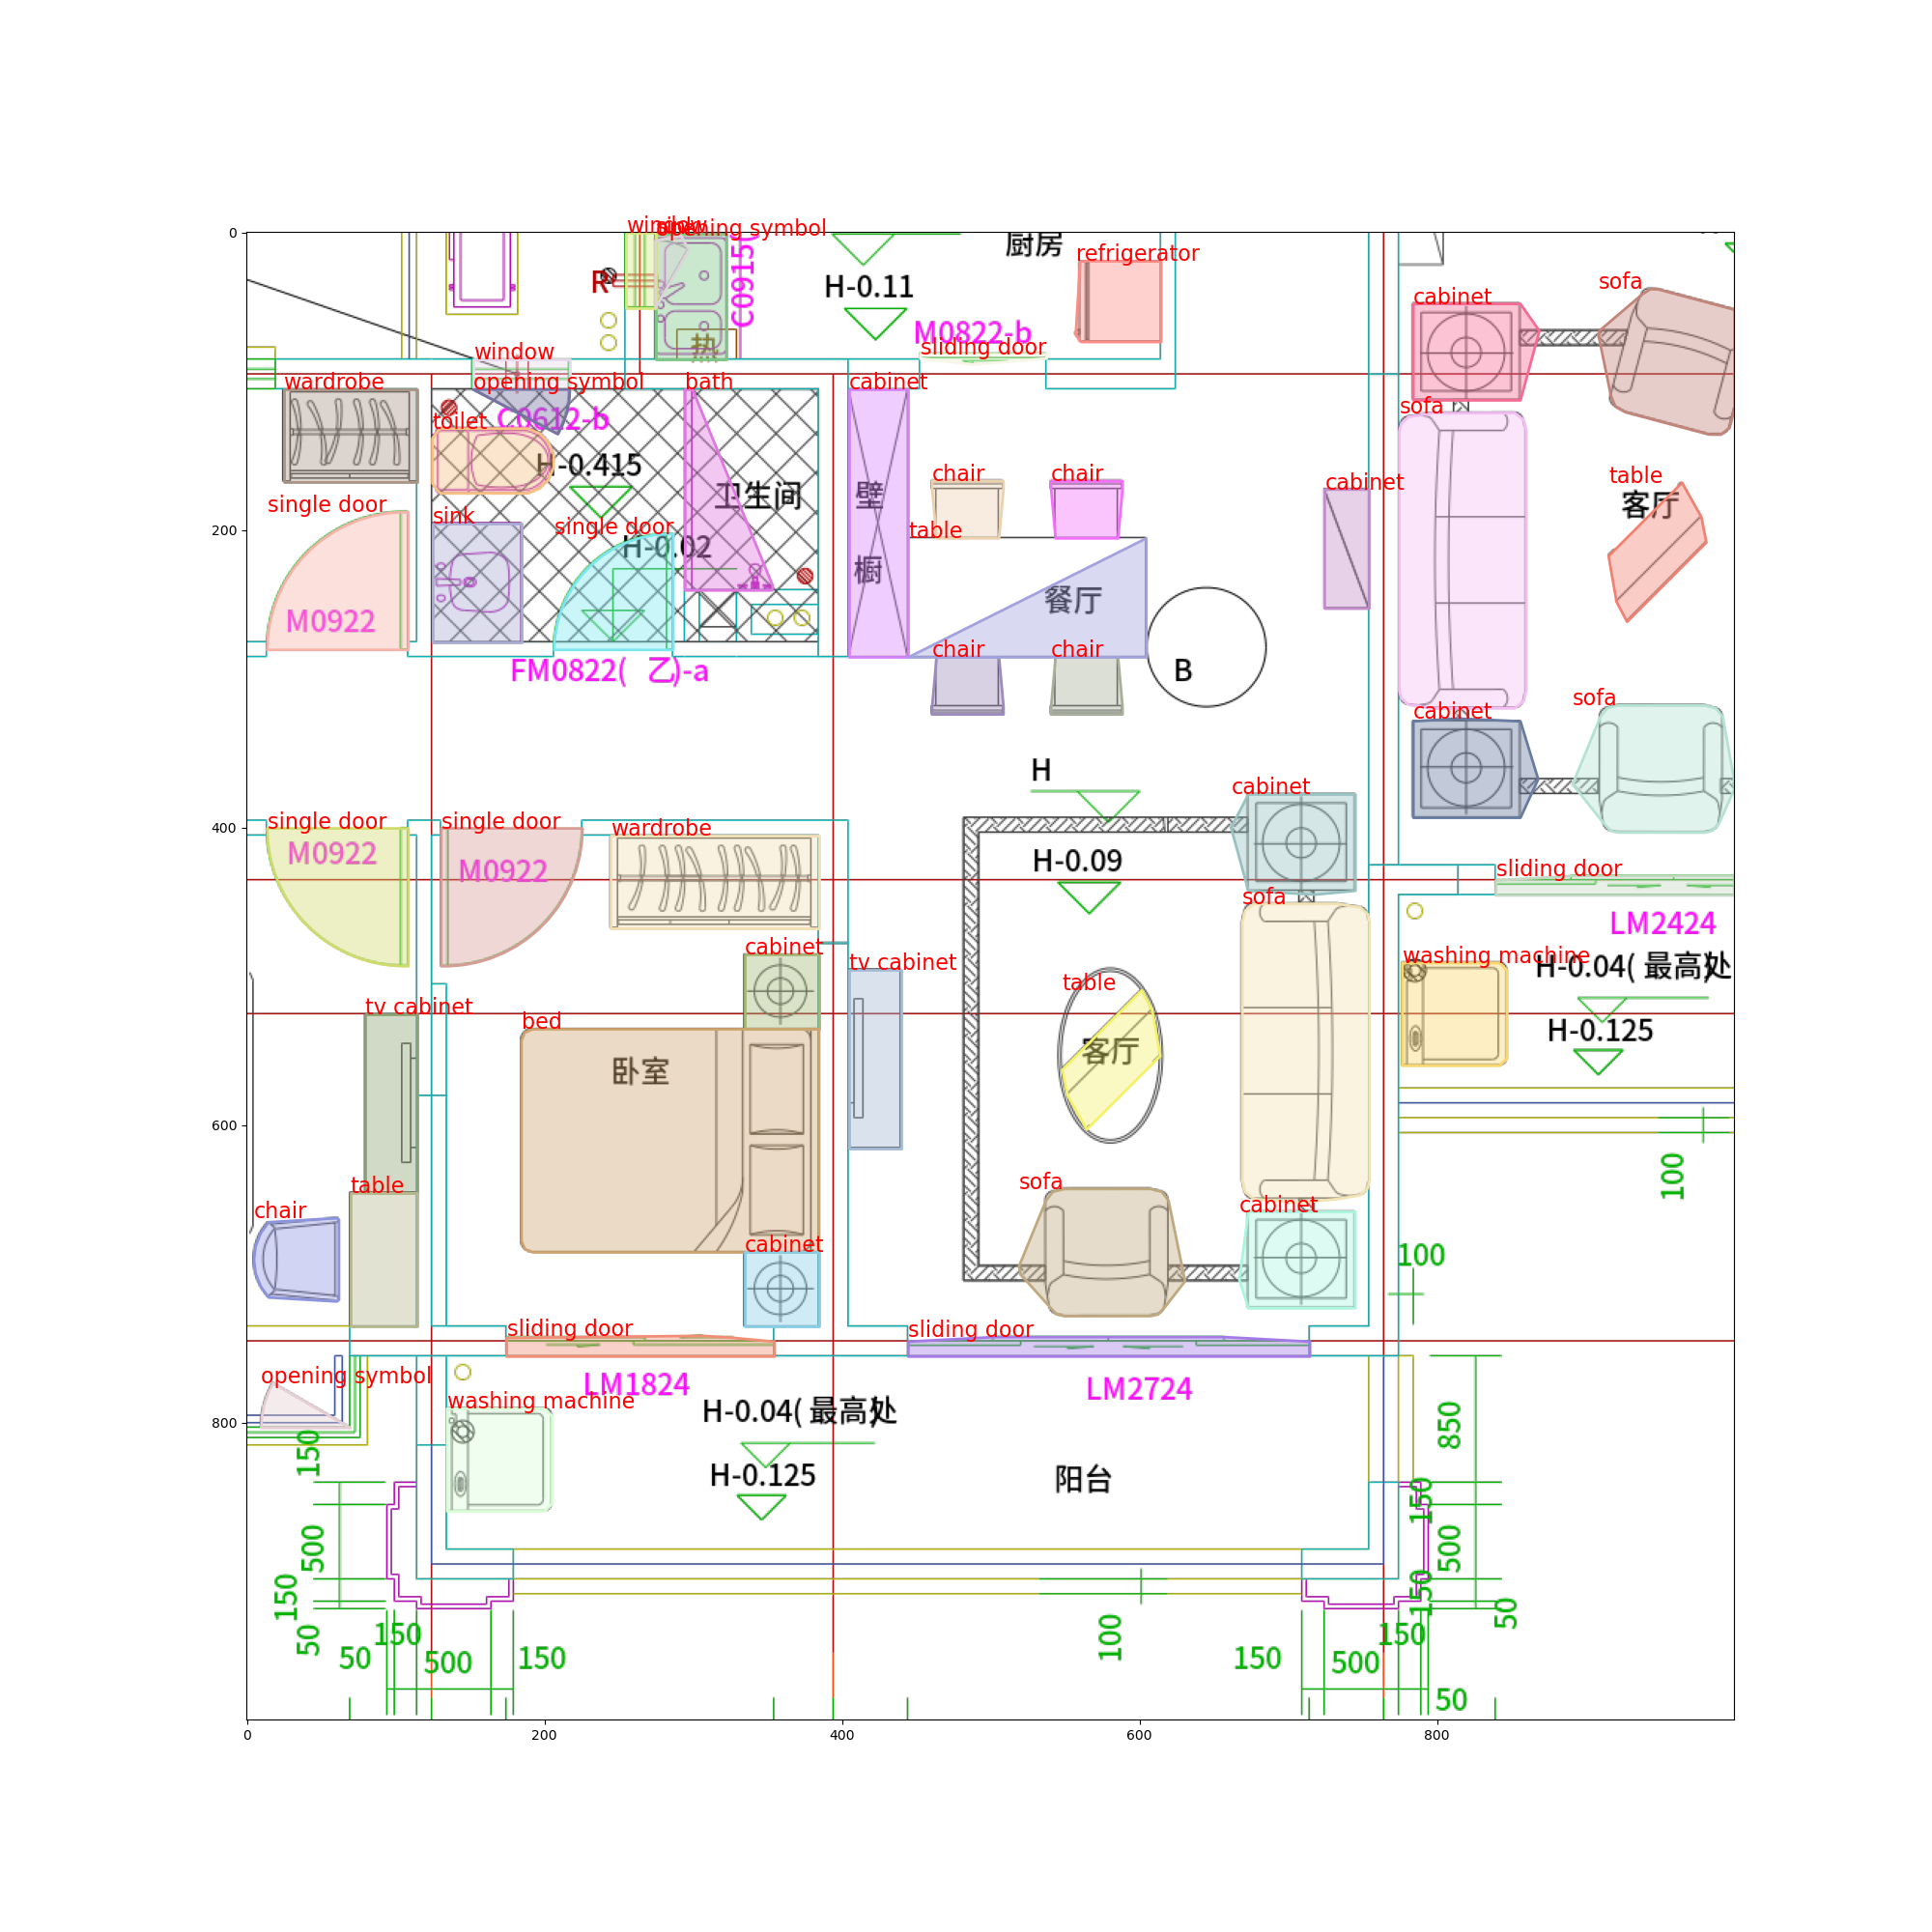 0
window
opening symbol
C0915(
厨房
refrigerator
R
H-0.11
cabinet
sofa
热
M0822-b
sliding door
window
wardrobe
opening symbol
bath
cabinet
toilet
C0612-b
sofa
H-0.415
卫生间
壁
橱
chair
chair
cabinet
table
客厅
200
single door
sink
single door
H-0.02
table
餐厅
M0922
FM0822( 乙)-a
chair
chair
B
cabinet
sofa
H
cabinet
400
single door
single door
wardrobe
M0922
M0922
H-0.09
sliding door
sofa
LM2424
cabinet
tv cabinet
washing machine
H-0.04( 最高处
table
tv cabinet
bed
H-0.125
客厅
卧室
600
100
table
sofa
chair
cabinet
cabinet
100
sliding door
sliding door
opening symbol
LM1824
LM2724
washing machine
H-0.04( 最高处
800
150
850
H-0.125
阳台
150
500
500
150
150
50
50
150
50
500
150
100
150
150
500
50
0
200
400
600
800